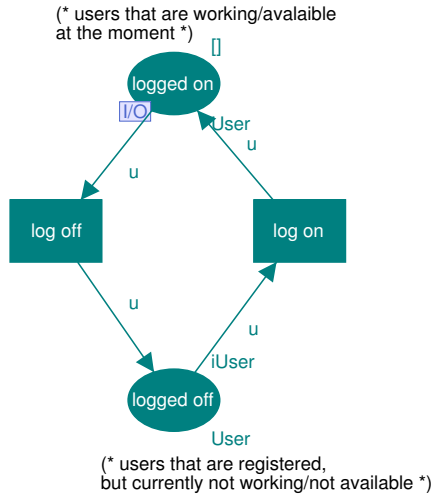 (* users that are working/avalaible
at the moment *)
[]
logged on
I/O
User
u
u
log off
log on
u
u
iUser
logged off
User
(* users that are registered,
but currently not working/not available *)